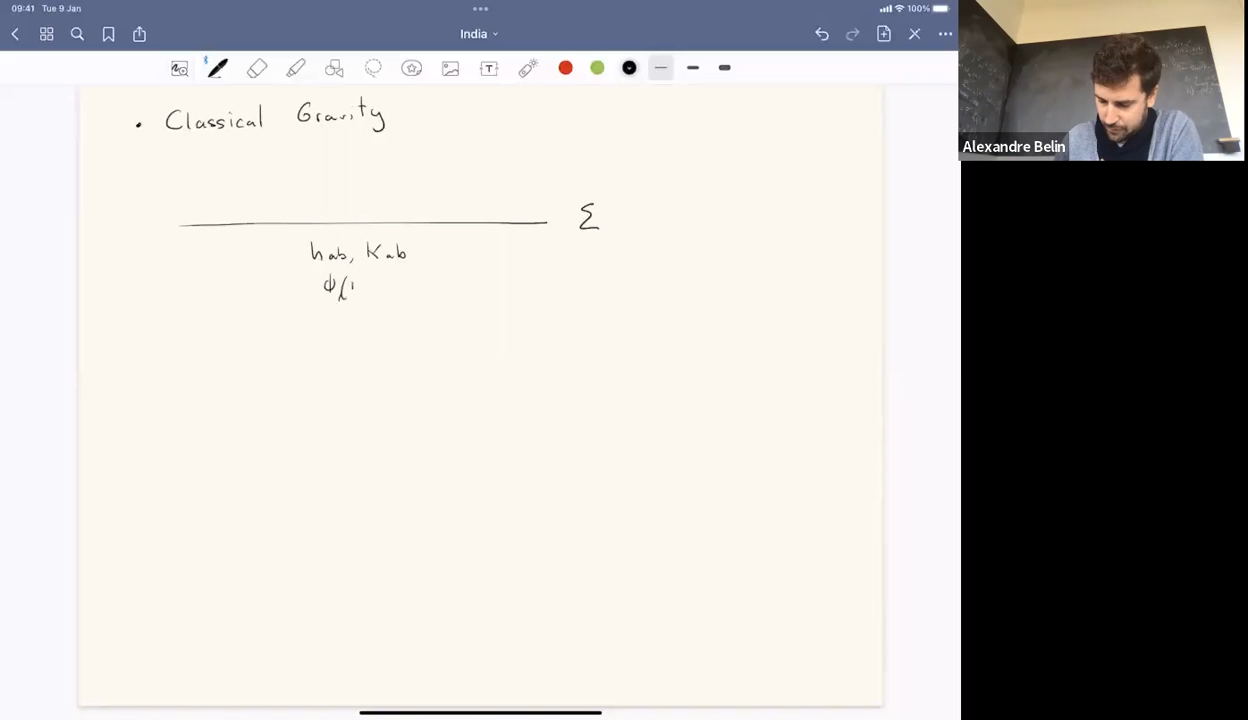 09:41 Tue 9 Jan
100%
India
T
• Classical Gravity
Σ
hab, Kab
ϕ(
Alexandre Belin